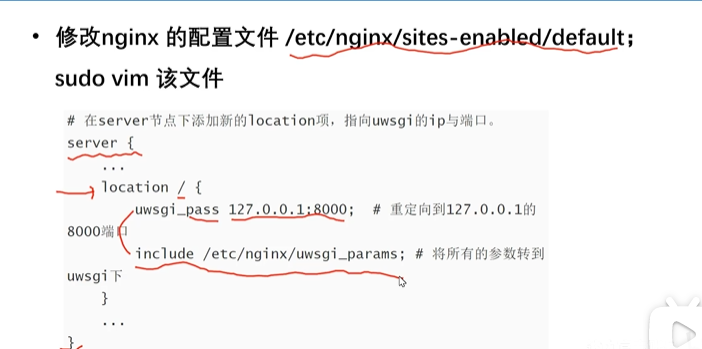 • 修改nginx 的配置文件 /etc/nginx/sites-enabled/default；
sudo vim 该文件
# 在server节点下添加新的location项，指向uwsgi的ip与端口。
server {
...
location / {
uwsgi_pass 127.0.0.1:8000; # 重定向到127.0.0.1的
8000端口
include /etc/nginx/uwsgi_params; # 将所有的参数转到
uwsgi下
}
...
}